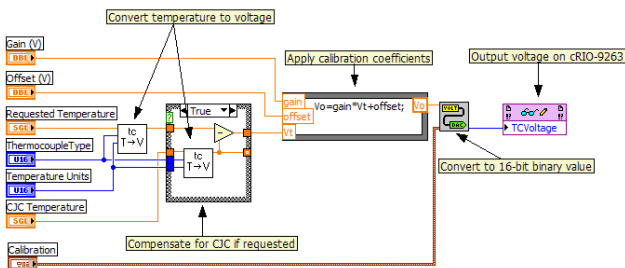 Convert temperature to voltage
Gain (V)
DBL
Offset (V)
DBL
Requested Temperature
SGL
ThermocoupleType
U16
Temperature Units
U16
CJC Temperature
SGL
Calibration
tc
T→V
True
?
tc
T→V
Compensate for CJC if requested
Apply calibration coefficients
gain
offset
Vt
Vo=gain*Vt+offset;
Vo
VOLT
DAC
Convert to 16-bit binary value
Output voltage on cRIO-9263
TCVoltage